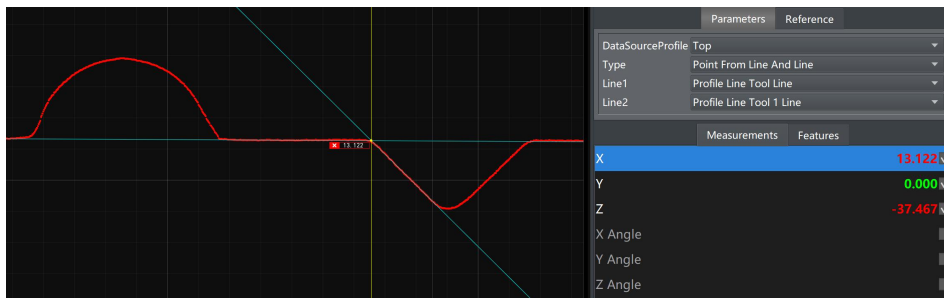 Parameters Reference
DataSourceProfile Top
Type Point From Line And Line
Line1 Profile Line Tool Line
Line2 Profile Line Tool 1 Line
Measurements Features
X 13.122
Y 0.000
Z -37.467
X Angle
Y Angle
Z Angle
13.122